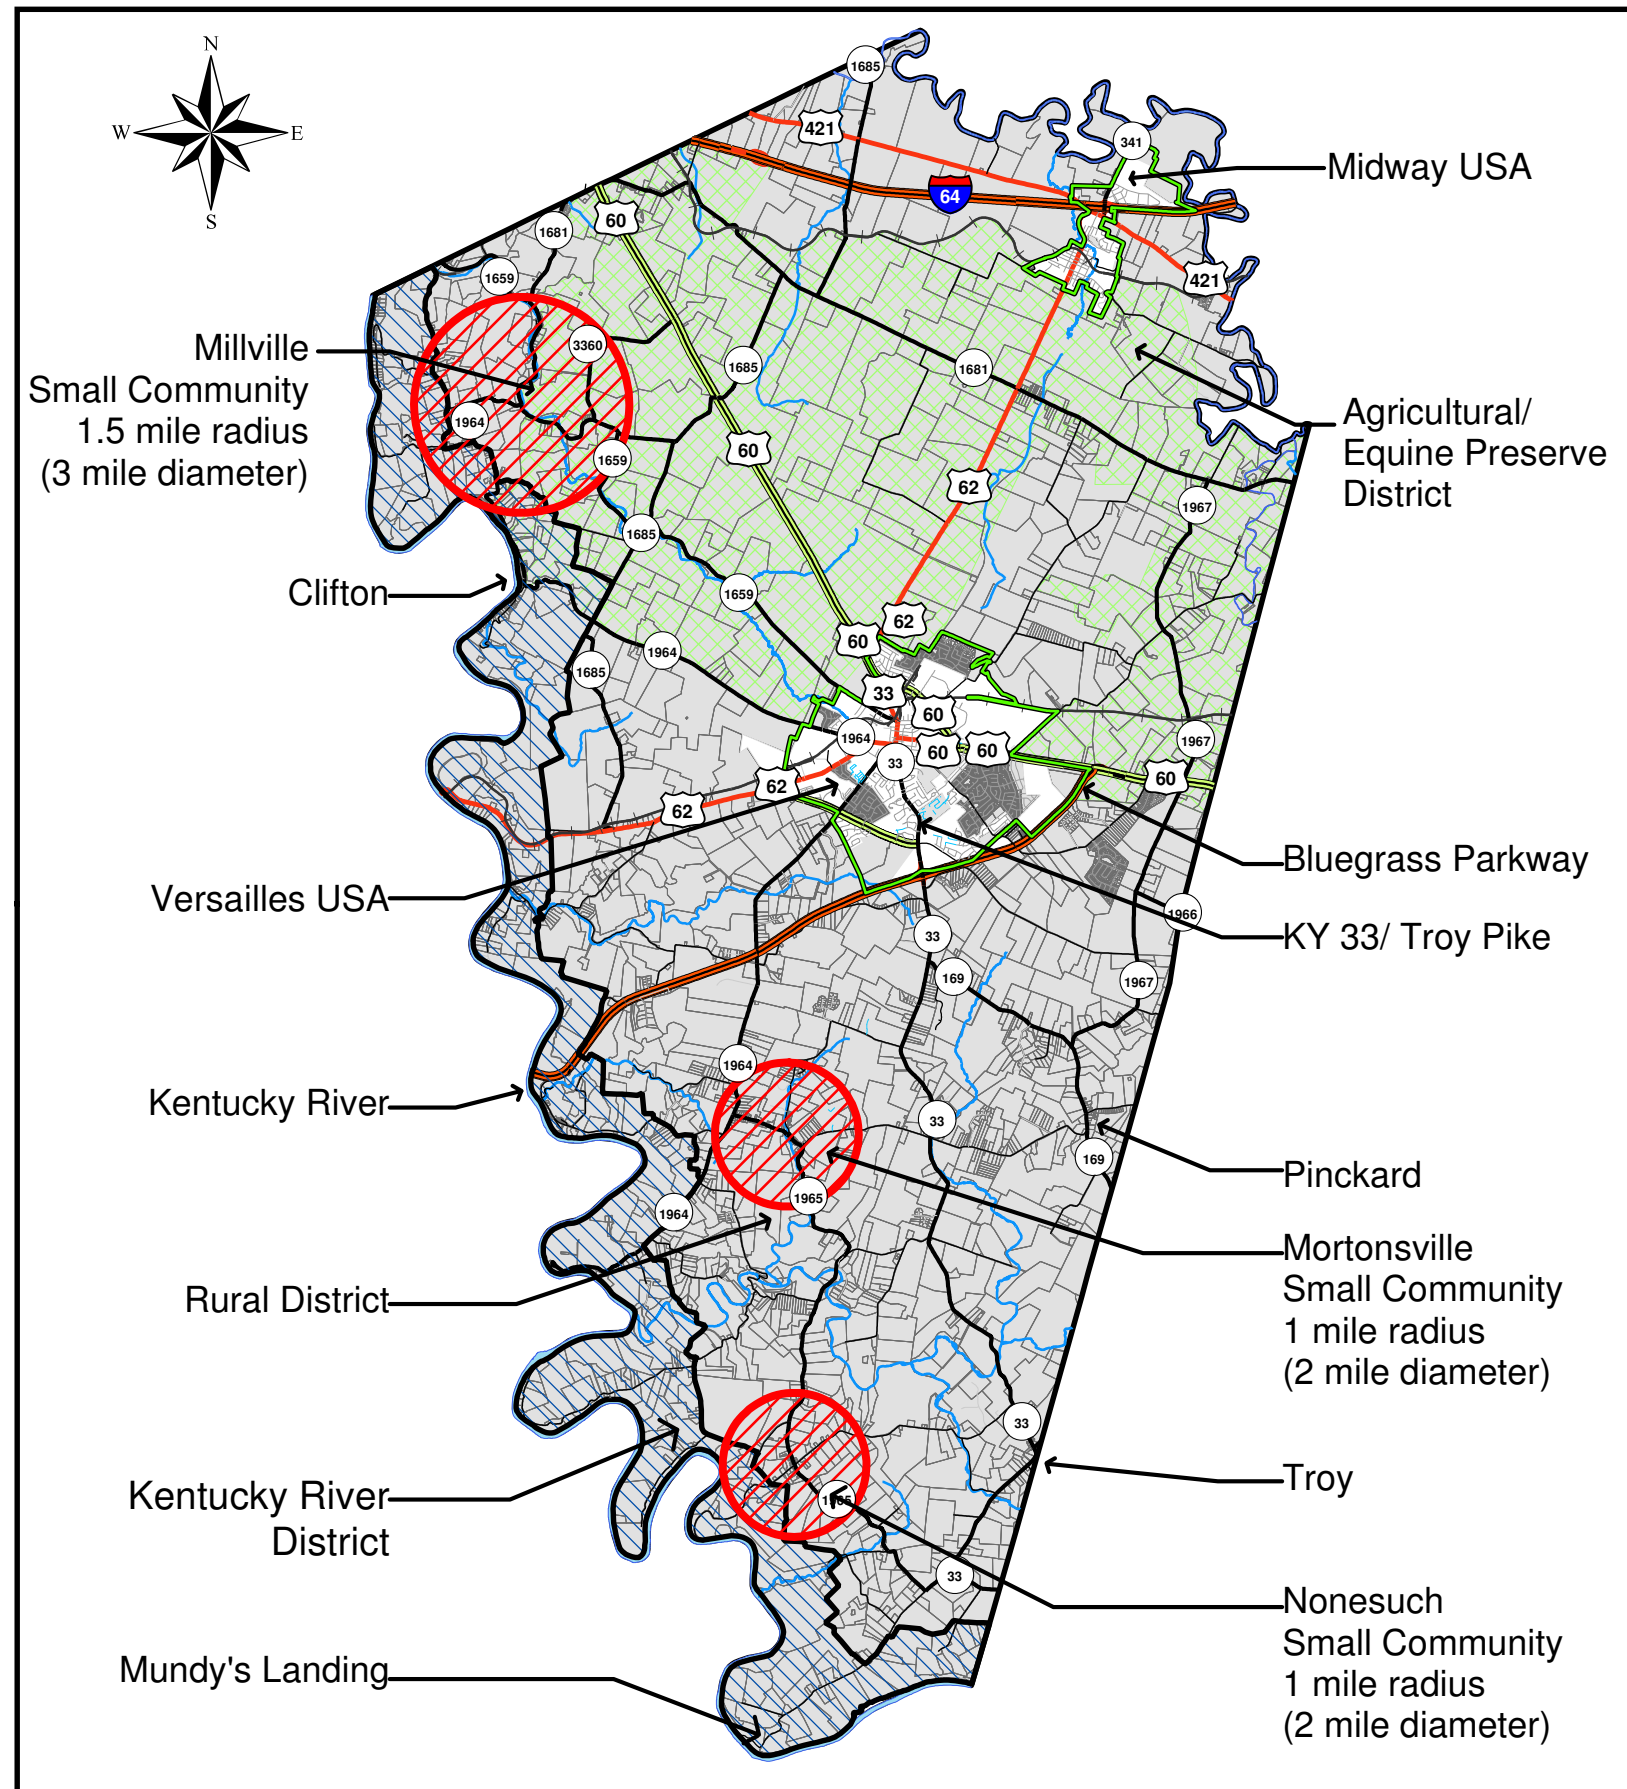 N
W
E
S
1685
421
341
Midway USA
64
60
1681
1659
421
Millville
Small Community
1.5 mile radius
(3 mile diameter)
3360
1685
1681
1964
Agricultural/
Equine Preserve
District
60
1659
62
1967
1685
Clifton
1659
62
60
1964
1685
33
60
1964
60
60
1967
33
62
60
62
Bluegrass Parkway
Versailles USA
1966
KY 33/ Troy Pike
33
169
1967
1964
Kentucky River
33
169
Pinckard
1965
1964
Mortonsville
Small Community
1 mile radius
(2 mile diameter)
Rural District
33
Troy
Kentucky River
District
1965
33
Nonesuch
Small Community
1 mile radius
(2 mile diameter)
Mundy's Landing